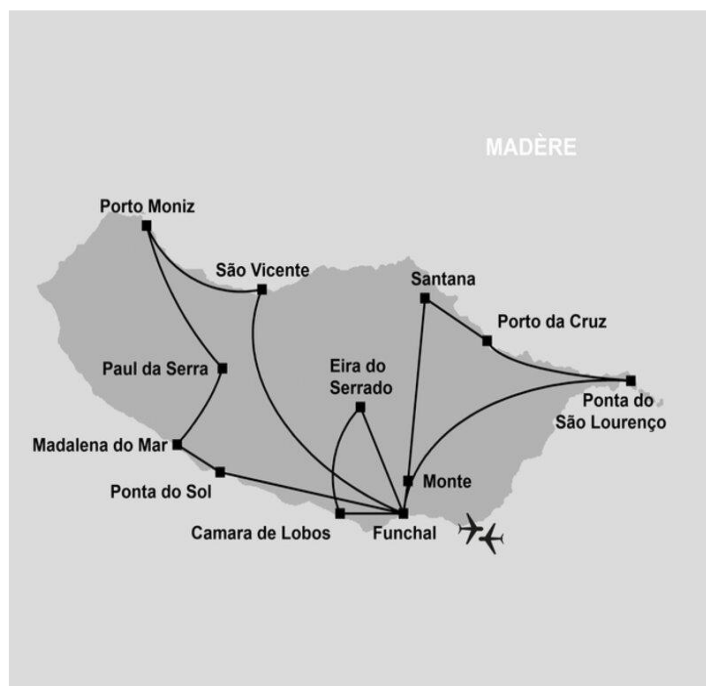 MADÈRE
Porto Moniz
São Vicente
Santana
Porto da Cruz
Paul da Serra
Eira do
Serrado
Ponta do
São Lourenço
Madalena do Mar
Monte
Ponta do Sol
Camara de Lobos
Funchal